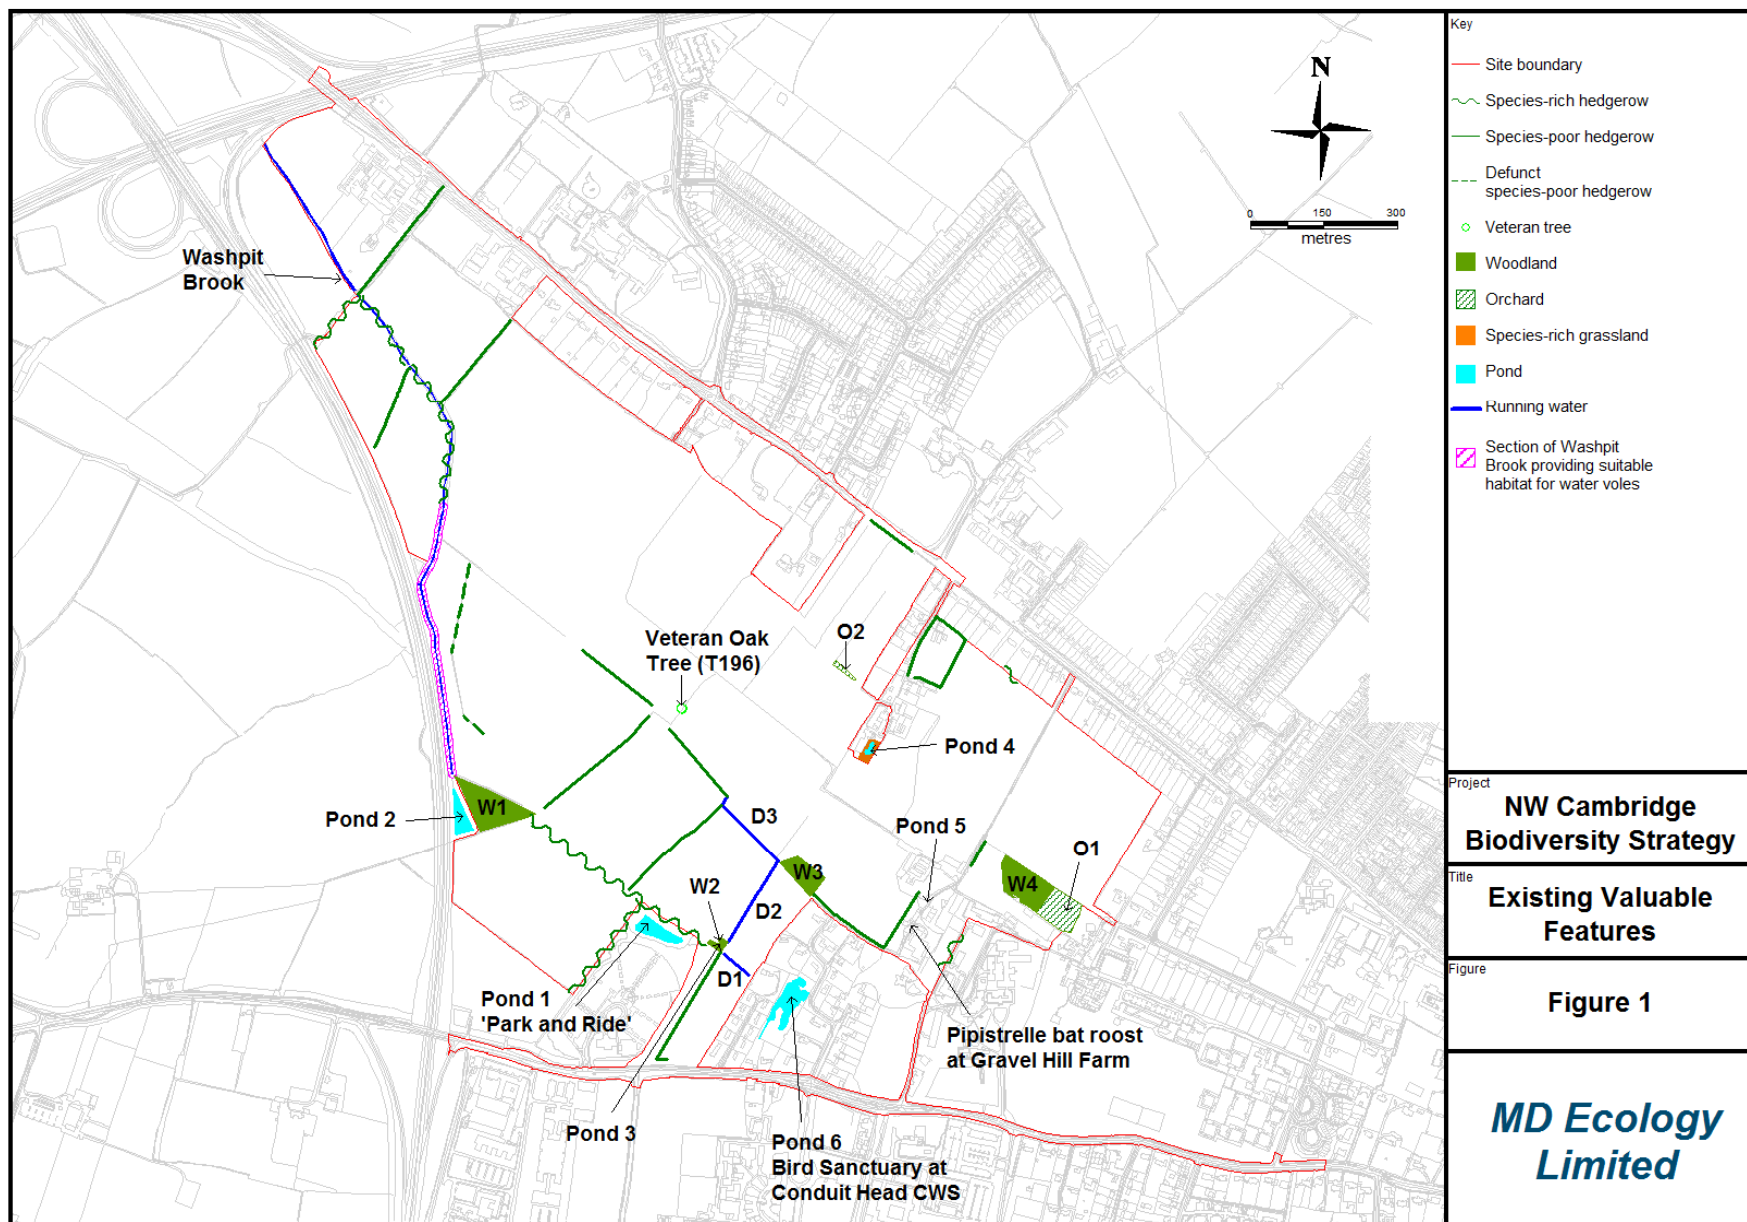 Washpit
Brook
Veteran Oak
Tree (T196)
O2
Pond 4
Pond 2
W1
D3
Pond 5
W3
W4
O1
W2
D2
D1
Pond 1
'Park and Ride'
Pipistrelle bat roost
at Gravel Hill Farm
Pond 3
Pond 6
Bird Sanctuary at
Conduit Head CWS
N
0 150 300
metres
Key
Site boundary
Species-rich hedgerow
Species-poor hedgerow
Defunct
species-poor hedgerow
Veteran tree
Woodland
Orchard
Species-rich grassland
Pond
Running water
Section of Washpit
Brook providing suitable
habitat for water voles
Project
NW Cambridge
Biodiversity Strategy
Title
Existing Valuable
Features
Figure
Figure 1
MD Ecology
Limited